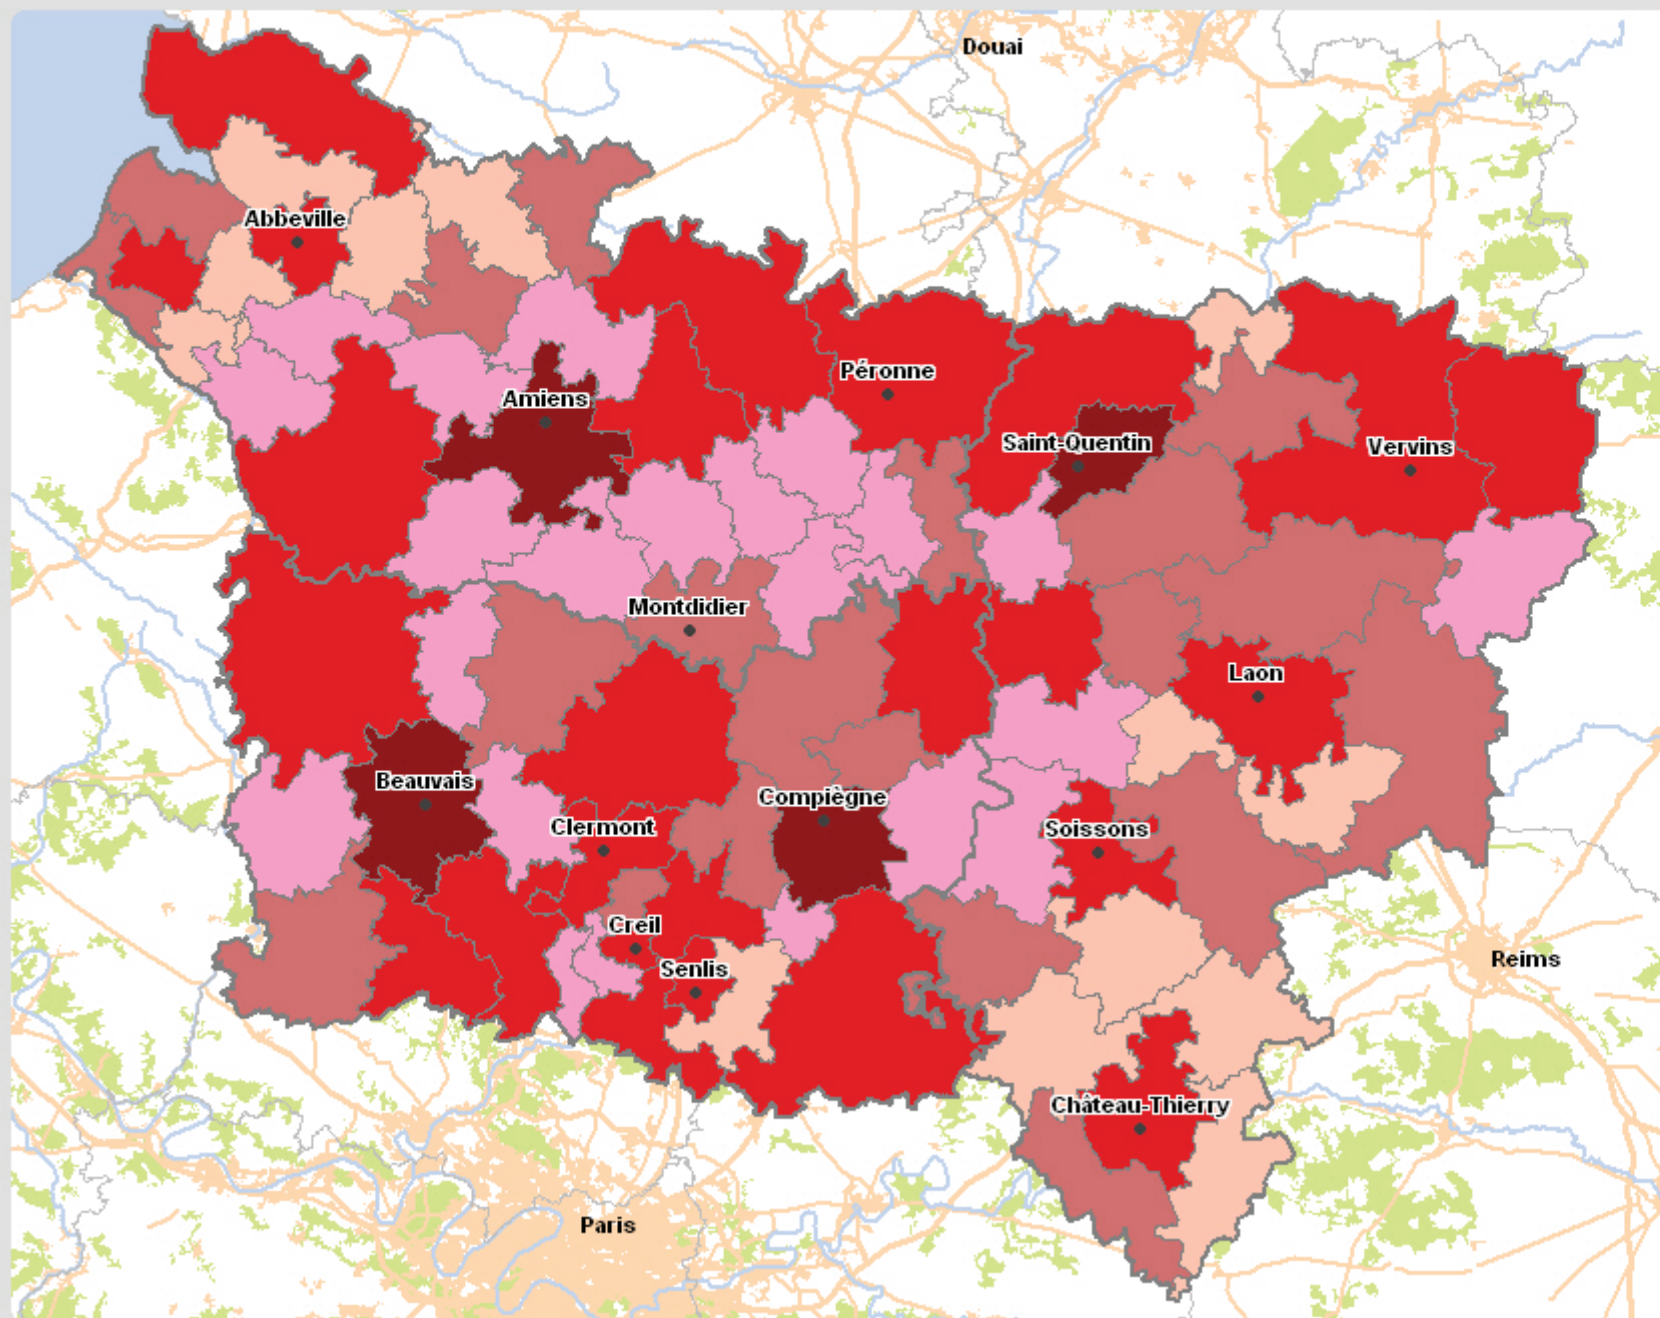 Douai
Abbeville
Péronne
Amiens
Saint-Quentin
Vervins
Montdidier
Laon
Beauvais
Compiègne
Clermont
Soissons
Creil
Senlis
Reims
Château-Thierry
Paris